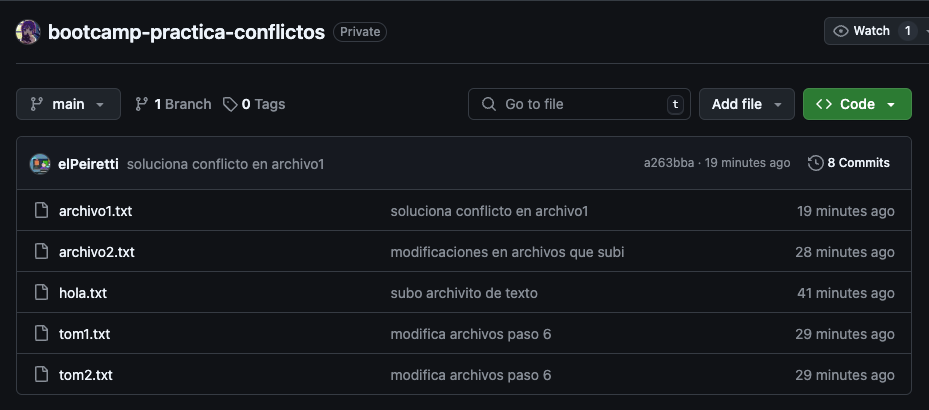 bootcamp-practica-conflictos Private Watch 1
main 1 Branch 0 Tags Go to file t Add file Code
elPeiretti soluciona conflicto en archivo1 a263bba · 19 minutes ago 8 Commits
archivo1.txt soluciona conflicto en archivo1 19 minutes ago
archivo2.txt modificaciones en archivos que subi 28 minutes ago
hola.txt subo archivito de texto 41 minutes ago
tom1.txt modifica archivos paso 6 29 minutes ago
tom2.txt modifica archivos paso 6 29 minutes ago